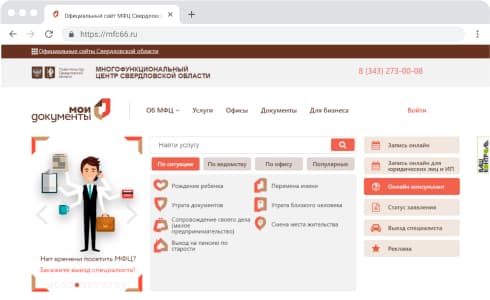 Официальный сайт МФЦ Свердловс
https://mfc66.ru
Официальные сайты Свердловской области
МНОГОФУНКЦИОНАЛЬНЫЙ
ЦЕНТР СВЕРДЛОВСКОЙ ОБЛАСТИ
8 (343) 273-00-08
МОИ
ДОКУМЕНТЫ
Об МФЦ
Услуги
Офисы
Документы
Для бизнеса
Войти
Найти услугу
По ситуации
По ведомству
По офису
Популярные
Рождение ребенка
Перемена имени
Утрата документов
Утрата близкого человека
Сопровождение своего дела
(малое
предпринимательство)
Смена места жительства
Выход на пенсию по
старости
Нет времени посетить МФЦ?
Закажите выезд специалиста!
Запись онлайн
Запись онлайн для
юридических лиц и ИП
Онлайн консультант
Статус заявления
Выезд специалиста
Реклама